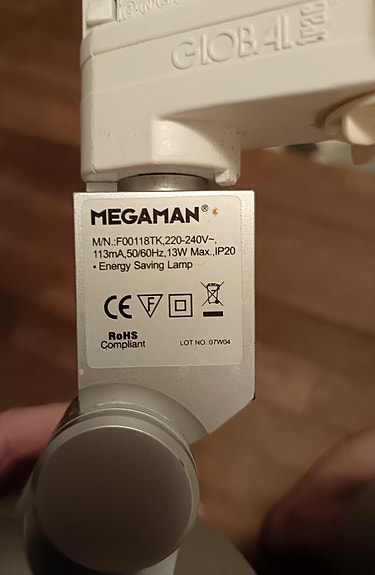 GLOBAL
MEGAMAN®
M/N.:F00118TK,220-240V~,
113mA,50/60Hz,13W Max.,IP20
• Energy Saving Lamp
CE F
RoHS
Compliant
LOT NO. 07W04